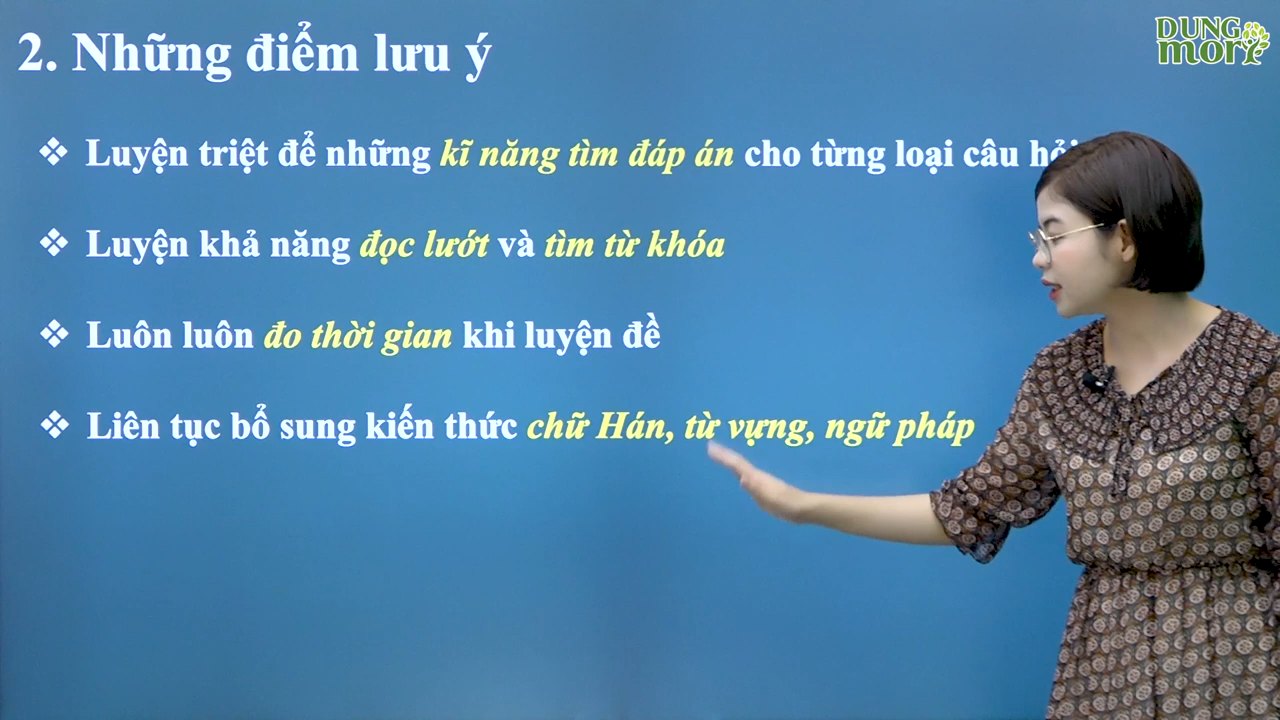 2. Những điểm lưu ý
DUNG
mori
❖ Luyện triệt để những kĩ năng tìm đáp án cho từng loại câu hỏi
❖ Luyện khả năng đọc lướt và tìm từ khóa
❖ Luôn luôn đo thời gian khi luyện đề
❖ Liên tục bổ sung kiến thức chữ Hán, từ vựng, ngữ pháp